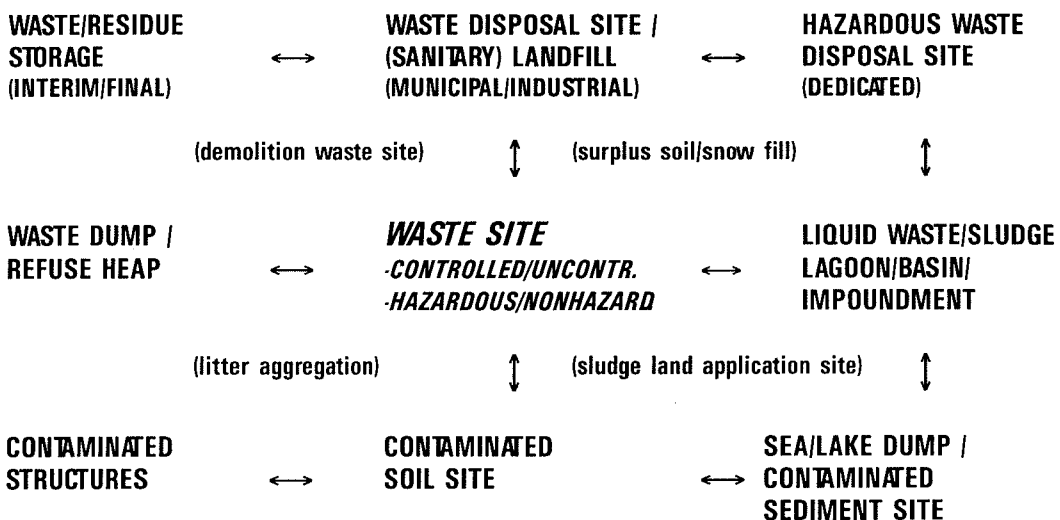 WASTE/RESIDUE
STORAGE
(INTERIM/FINAL)
WASTE DISPOSAL SITE /
(SANITARY) LANDFILL
(MUNICIPAL/INDUSTRIAL)
HAZARDOUS WASTE
DISPOSAL SITE
(DEDICATED)
(demolition waste site)
(surplus soil/snow fill)
WASTE DUMP /
REFUSE HEAP
WASTE SITE
-CONTROLLED/UNCONTR.
-HAZARDOUS/NONHAZARD
LIQUID WASTE/SLUDGE
LAGOON/BASIN/
IMPOUNDMENT
(litter aggregation)
(sludge land application site)
CONTAMINATED
STRUCTURES
CONTAMINATED
SOIL SITE
SEA/LAKE DUMP /
CONTAMINATED
SEDIMENT SITE